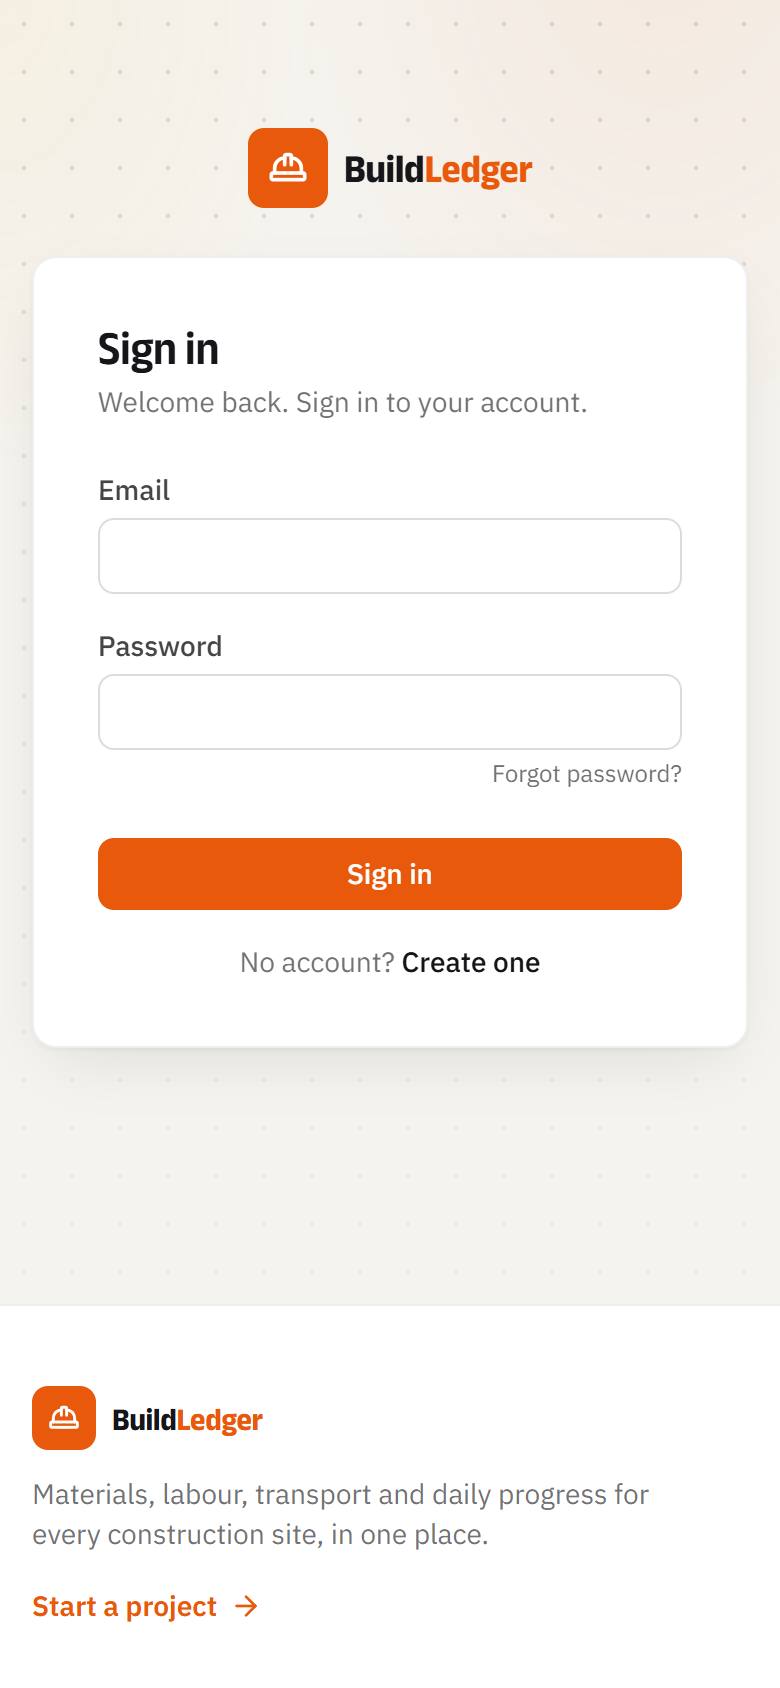 BuildLedger
Sign in
Welcome back. Sign in to your account.
Email
Password
Forgot password?
Sign in
No account? Create one
BuildLedger
Materials, labour, transport and daily progress for
every construction site, in one place.
Start a project